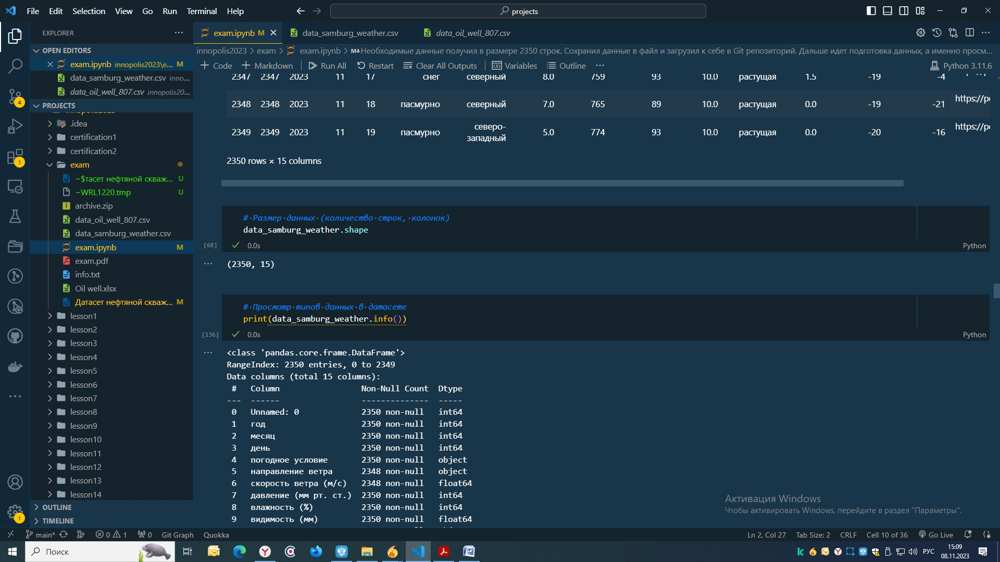 File Edit Selection View Go Run Terminal Help
projects
EXPLORER
OPEN EDITORS
exam.ipynb innopolis2023\e... M
data_samburg_weather.csv inno...
data_oil_well_807.csv innopolis20...
PROJECTS
.idea
certification1
certification2
exam
~$тасет нефтяной скваж... U
~WRL1220.tmp U
archive.zip
data_oil_well_807.csv
data_samburg_weather.csv
exam.ipynb M
exam.pdf
info.txt
Oil well.xlsx
Датасет нефтяной скваж... M
lesson1
lesson2
lesson3
lesson4
lesson5
lesson6
lesson7
lesson8
lesson9
lesson10
lesson11
lesson12
lesson13
lesson14
OUTLINE
TIMELINE
4
1
1
exam.ipynb M
data_samburg_weather.csv
data_oil_well_807.csv
innopolis2023 > exam > exam.ipynb > M↓Необходимые данные получил в размере 2350 строк. Сохранил данные в файл и загрузил к себе в Git репозиторий. Дальше идет подготовка данных, а именно просм...
Code Markdown Run All Restart Clear All Outputs Variables Outline ...
Python 3.11.6
2347 2347 2023 11 17 снег северный 8.0 759 93 10.0 растущая 1.5 -19 -4
2348 2348 2023 11 18 пасмурно северный 7.0 765 89 10.0 растущая 0.0 -19 -21 https://p
2349 2349 2023 11 19 пасмурно северо-западный 5.0 774 93 10.0 растущая 0.0 -20 -16 https://p
2350 rows × 15 columns
# Размер данных (количество строк, колонок)
data_samburg_weather.shape
[68] 0.0s
Python
(2350, 15)
# Просмотр типов данных в датасете
print(data_samburg_weather.info())
[136] 0.0s
Python
<class 'pandas.core.frame.DataFrame'>
RangeIndex: 2350 entries, 0 to 2349
Data columns (total 15 columns):
# Column Non-Null Count Dtype
--- ------ -------------- -----
0 Unnamed: 0 2350 non-null int64
1 год 2350 non-null int64
2 месяц 2350 non-null int64
3 день 2350 non-null int64
4 погодное условие 2350 non-null object
5 направление ветра 2348 non-null object
6 скорость ветра (м/с) 2348 non-null float64
7 давление (мм рт. ст.) 2350 non-null int64
8 влажность (%) 2350 non-null int64
9 видимость (мм) 2350 non-null float64
Активация Windows
Чтобы активировать Windows, перейдите в раздел "Параметры".
main* 0 1 0 Git Graph Quokka
Ln 2, Col 27 Tab Size: 2 CRLF Cell 10 of 36 Go Live
Поиск
РУС
15:09
08.11.2023